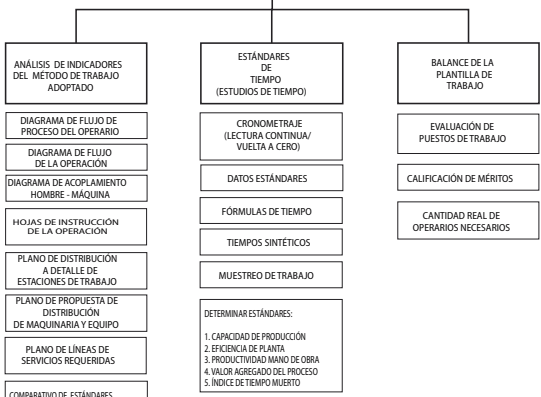 ANÁLISIS DE INDICADORES
DEL MÉTODO DE TRABAJO
ADOPTADO
DIAGRAMA DE FLUJO DE
PROCESO DEL OPERARIO
DIAGRAMA DE FLUJO
DE LA OPERACIÓN
DIAGRAMA DE ACOPLAMIENTO
HOMBRE - MÁQUINA
HOJAS DE INSTRUCCIÓN
DE LA OPERACIÓN
PLANO DE DISTRIBUCIÓN
A DETALLE DE
ESTACIONES DE TRABAJO
PLANO DE PROPUESTA DE
DISTRIBUCIÓN
DE MAQUINARIA Y EQUIPO
PLANO DE LÍNEAS DE
SERVICIOS REQUERIDAS
COMPARATIVO DE ESTÁNDARES
ESTÁNDARES
DE
TIEMPO
(ESTUDIOS DE TIEMPO)
CRONOMETRAJE
(LECTURA CONTINUA/
VUELTA A CERO)
DATOS ESTÁNDARES
FÓRMULAS DE TIEMPO
TIEMPOS SINTÉTICOS
MUESTREO DE TRABAJO
DETERMINAR ESTÁNDARES:
1. CAPACIDAD DE PRODUCCIÓN
2. EFICIENCIA DE PLANTA
3. PRODUCTIVIDAD MANO DE OBRA
4. VALOR AGREGADO DEL PROCESO
5. ÍNDICE DE TIEMPO MUERTO
BALANCE DE LA
PLANTILLA DE
TRABAJO
EVALUACIÓN DE
PUESTOS DE TRABAJO
CALIFICACIÓN DE MÉRITOS
CANTIDAD REAL DE
OPERARIOS NECESARIOS